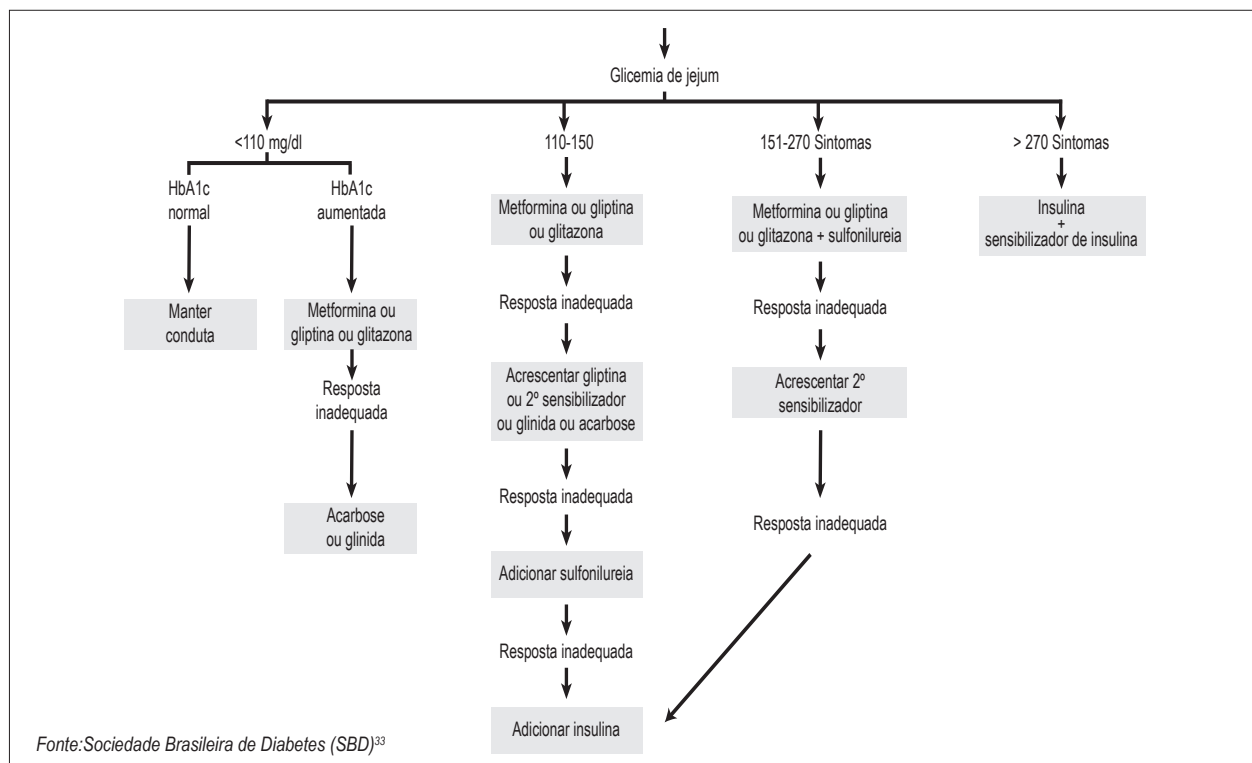 Glicemia de jejum
<110 mg/dl
HbA1c
normal
Manter
conduta
HbA1c
aumentada
Metformina ou
gliptina ou glitazona
Resposta
inadequada
Acarbose
ou glinida
110-150
Metformina ou gliptina
ou glitazona
Resposta inadequada
Acrescentar gliptina
ou 2º sensibilizador
ou glinida ou acarbose
Resposta inadequada
Adicionar sulfonilureia
Resposta inadequada
Adicionar insulina
151-270 Sintomas
Metformina ou gliptina
ou glitazona + sulfonilureia
Resposta inadequada
Acrescentar 2º
sensibilizador
Resposta inadequada
> 270 Sintomas
Insulina
+
sensibilizador de insulina
Fonte:Sociedade Brasileira de Diabetes (SBD)³³